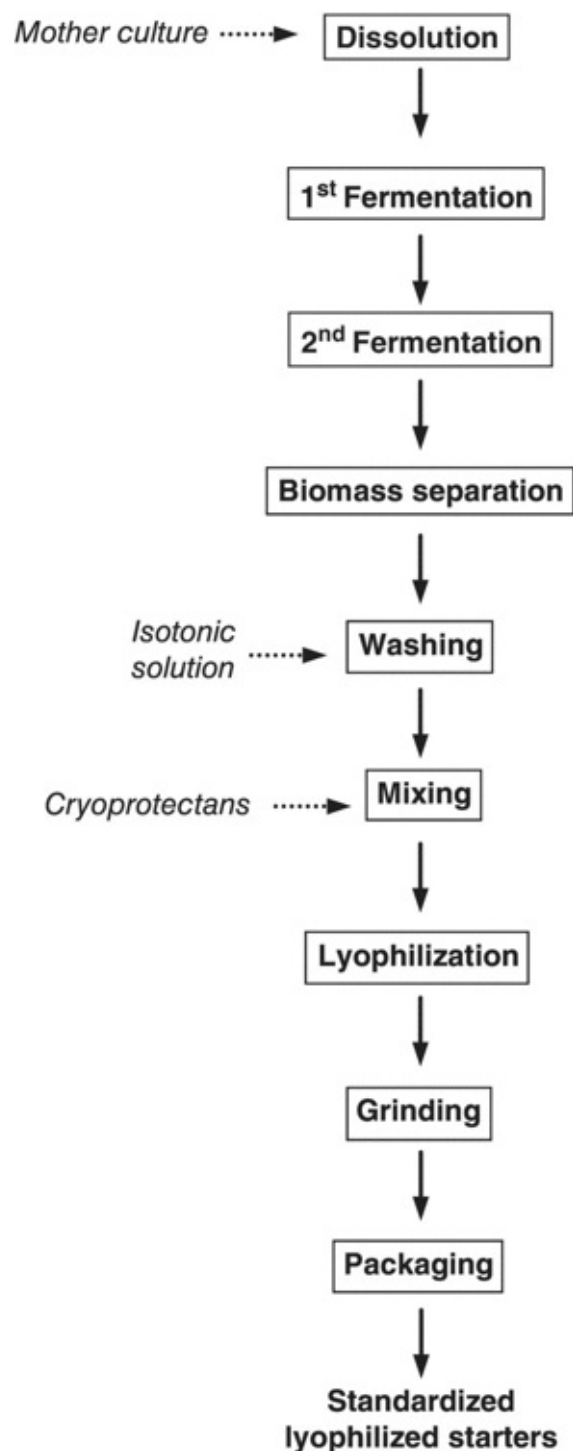 Mother culture
Dissolution
1st Fermentation
2nd Fermentation
Biomass separation
Isotonic
solution
Washing
Cryoprotectans
Mixing
Lyophilization
Grinding
Packaging
Standardized
lyophilized starters